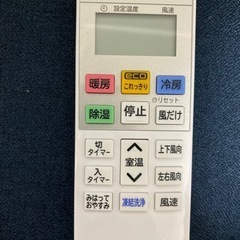 設定温度 風速
暖房
eco
これっきり
冷房
リセット
除湿
停止
風だけ
切
タイマー
室温
上下風向
入
タイマー
左右風向
みはって
おやすみ
凍結洗浄
風速